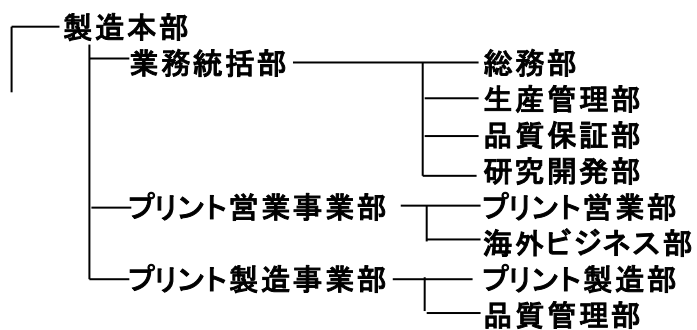 製造本部
業務統括部 総務部
生産管理部
品質保証部
研究開発部
プリント営業事業部 プリント営業部
海外ビジネス部
プリント製造事業部 プリント製造部
品質管理部